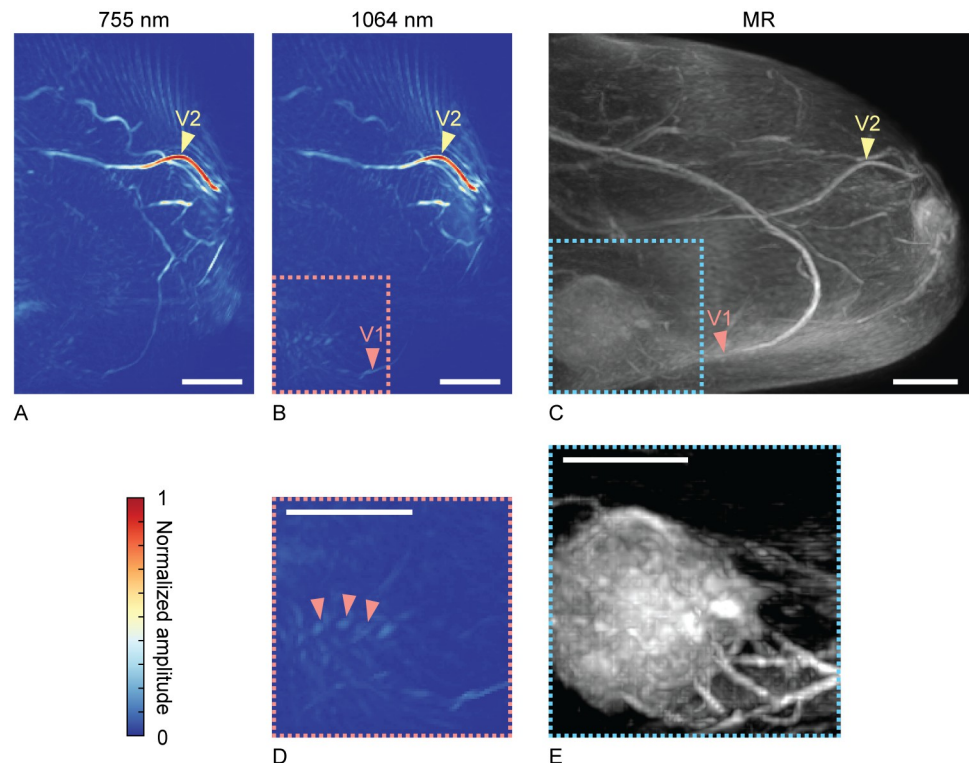 755 nm
1064 nm
MR
V2
V2
V2
V1
V1
A
B
C
1
Normalized amplitude
0
D
E